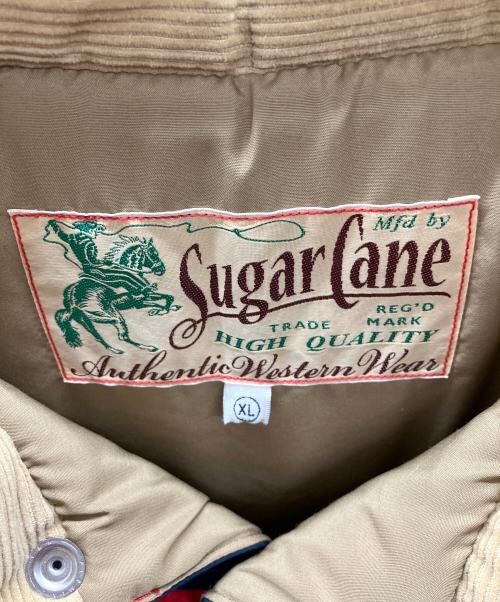 Mfd by
Sugar Cane
TRADE REG'D MARK
HIGH QUALITY
Authentic Western Wear
XL